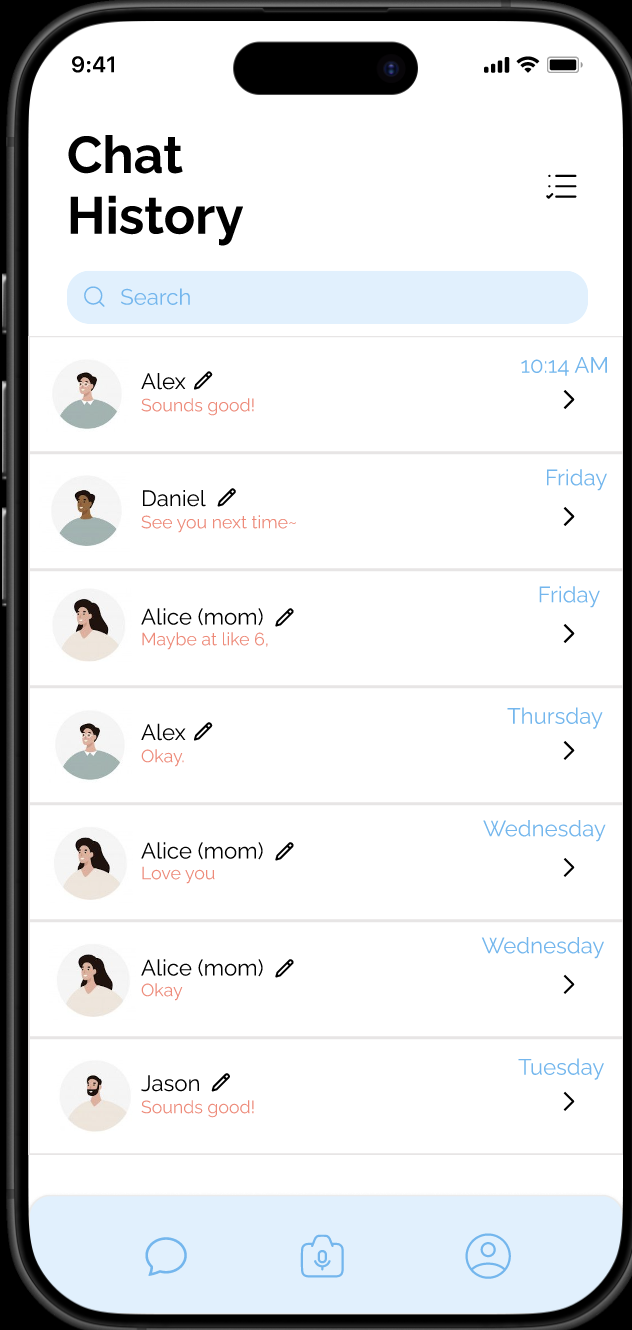 9:41
Chat
History
Search
Alex
10:14 AM
Sounds good!
Daniel
Friday
See you next time~
Alice (mom)
Friday
Maybe at like 6,
Alex
Thursday
Okay.
Alice (mom)
Wednesday
Love you
Alice (mom)
Wednesday
Okay
Jason
Tuesday
Sounds good!